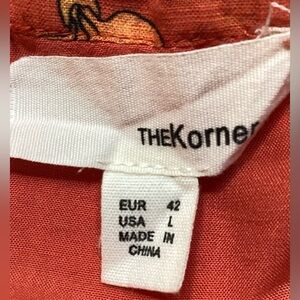 THEKorner
EUR 42
USA L
MADE IN
CHINA